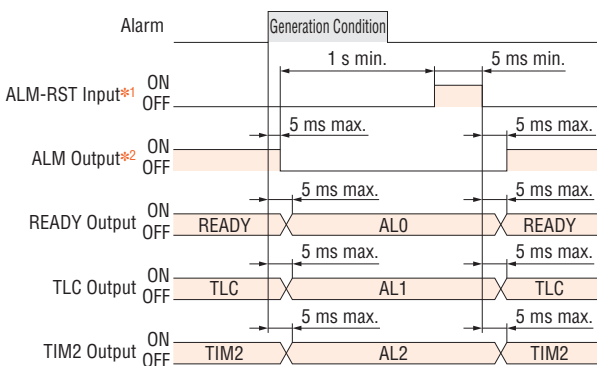 Alarm
Generation Condition
1 s min.
5 ms min.
ALM-RST Input*1
ON
OFF
5 ms max.
5 ms max.
ALM Output*2
ON
OFF
5 ms max.
5 ms max.
READY Output
ON
OFF
READY
AL0
READY
5 ms max.
5 ms max.
TLC Output
ON
OFF
TLC
AL1
TLC
5 ms max.
5 ms max.
TIM2 Output
ON
OFF
TIM2
AL2
TIM2